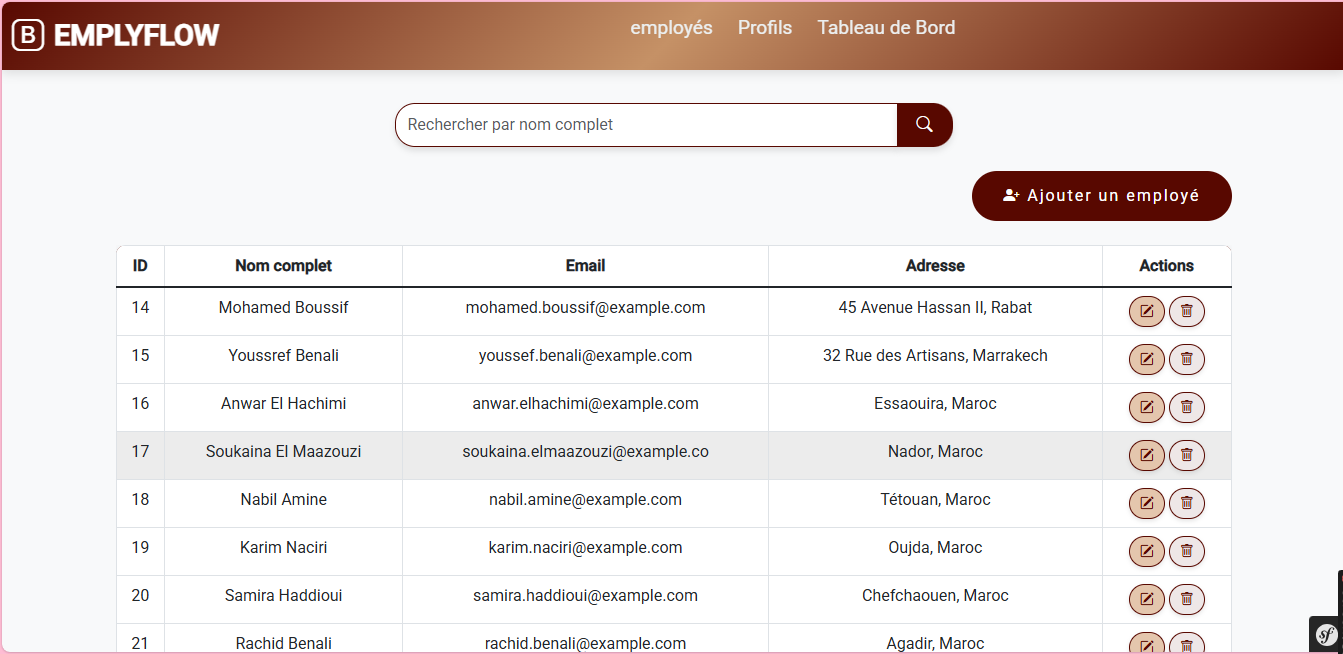 B EMPLYFLOW
employés Profils Tableau de Bord
Rechercher par nom complet
Ajouter un employé
ID Nom complet Email Adresse Actions
14 Mohamed Boussif mohamed.boussif@example.com 45 Avenue Hassan II, Rabat
15 Youssref Benali youssef.benali@example.com 32 Rue des Artisans, Marrakech
16 Anwar El Hachimi anwar.elhachimi@example.com Essaouira, Maroc
17 Soukaina El Maazouzi soukaina.elmaazouzi@example.co Nador, Maroc
18 Nabil Amine nabil.amine@example.com Tétouan, Maroc
19 Karim Naciri karim.naciri@example.com Oujda, Maroc
20 Samira Haddioui samira.haddioui@example.com Chefchaouen, Maroc
21 Rachid Benali rachid.benali@example.com Agadir, Maroc
sf